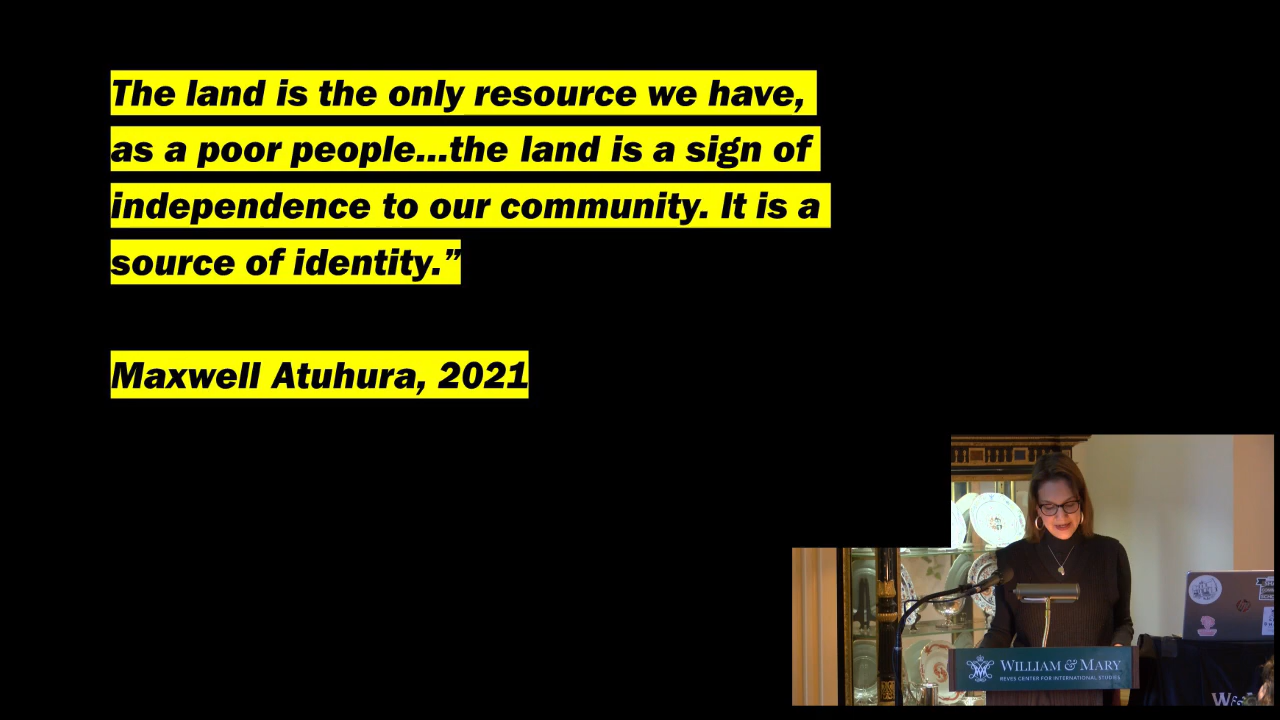 The land is the only resource we have,
as a poor people...the land is a sign of
independence to our community. It is a
source of identity.”
Maxwell Atuhura, 2021
WILLIAM & MARY
REVES CENTER FOR INTERNATIONAL STUDIES